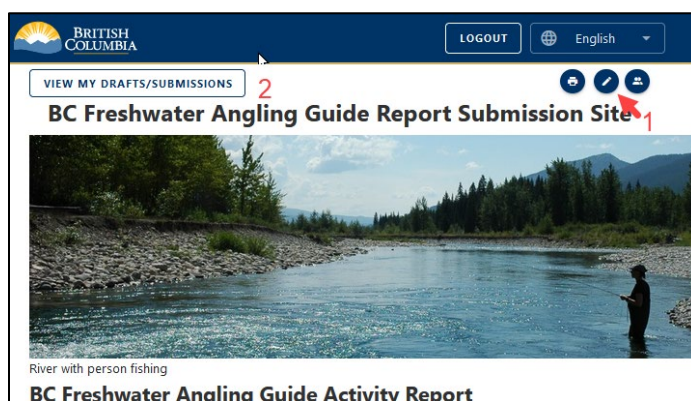 BRITISH
COLUMBIA
LOGOUT
English
VIEW MY DRAFTS/SUBMISSIONS
2
1
BC Freshwater Angling Guide Report Submission Site
River with person fishing
BC Freshwater Angling Guide Activity Report